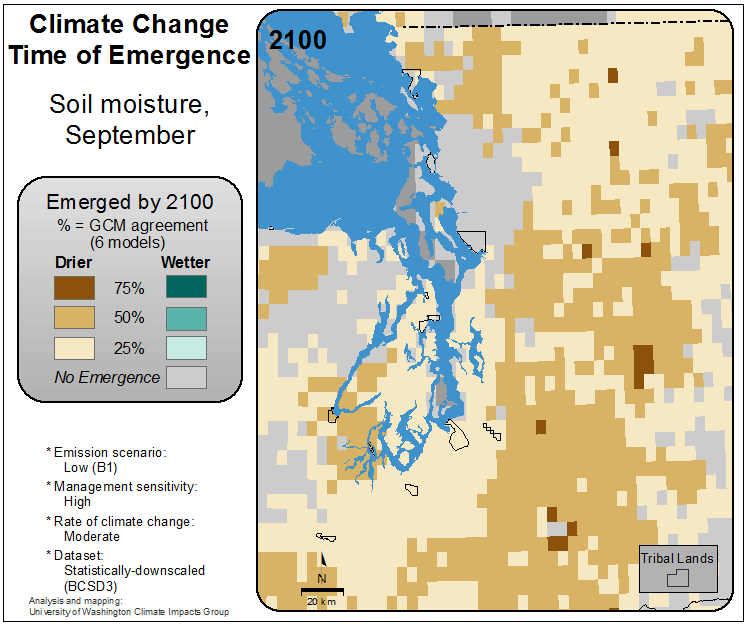 Climate Change
Time of Emergence
Soil moisture,
September
Emerged by 2100
% = GCM agreement
(6 models)
Drier Wetter
75%
50%
25%
No Emergence
* Emission scenario:
Low (B1)
* Management sensitivity:
High
* Rate of climate change:
Moderate
* Dataset:
Statistically-downscaled
(BCSD3)
Analysis and mapping:
University of Washington Climate Impacts Group
2100
N
20 km
Tribal Lands